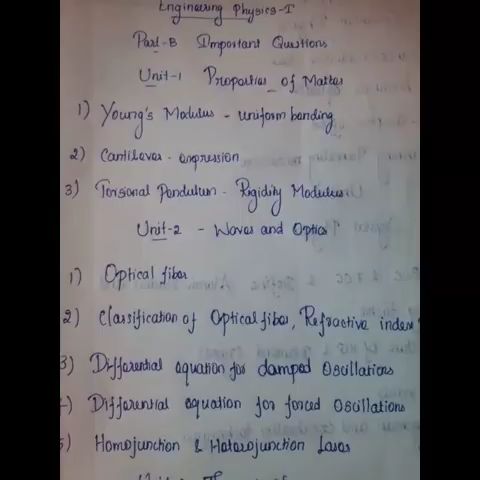 Engineering Physics-I
Part-B Important Questions
Unit-1 Properties of Matter
1) Young's Modulus - uniform bending
2) Cantilever - expression
3) Torsional Pendulum - Rigidity Modulus
Unit-2 - Waves and Optics
1) Optical fiber
2) Classification of Optical fiber, Refractive index
3) Differential equation for damped Oscillations
4) Differential equation for forced Oscillations
5) Homojunction & Heterojunction Laser